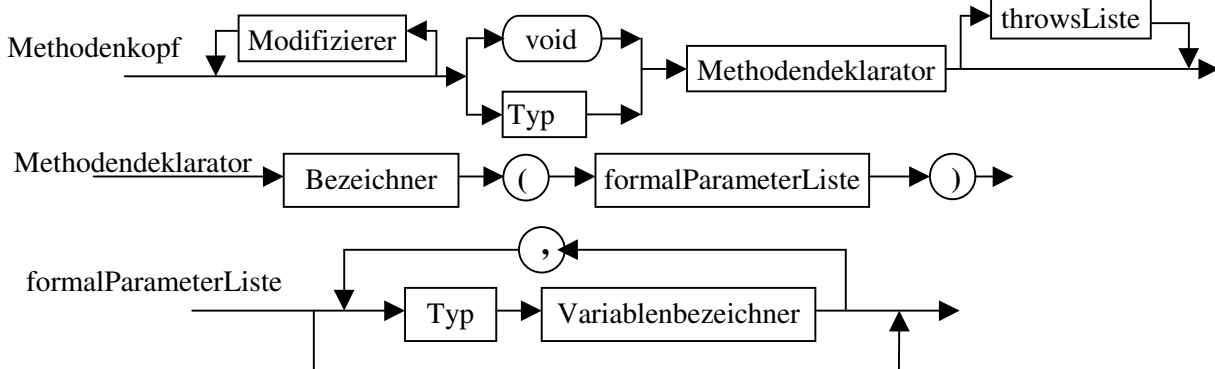 throwsListe
Methodenkopf Modifizierer void
Typ Methodendeklarator
Methodendeklarator Bezeichner ( formalParameterListe )
,
formalParameterListe
Typ Variablenbezeichner